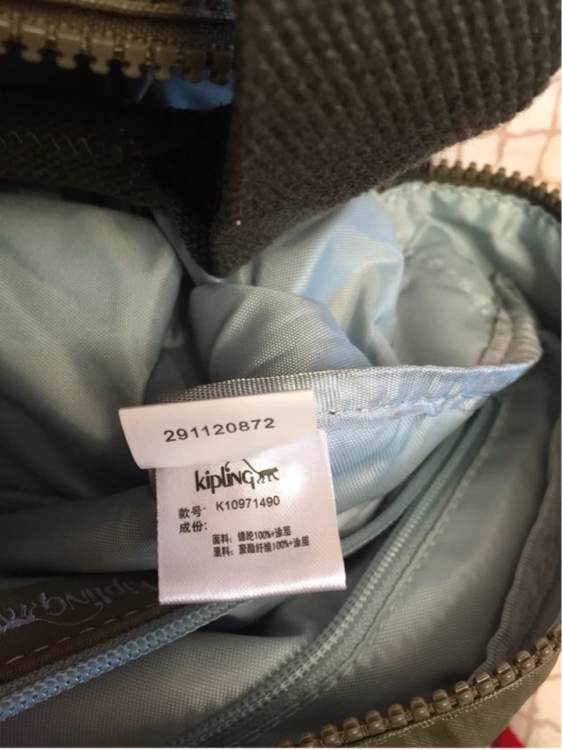 291120872
kipling
款号: K10971490
成份:
面料: 锦纶100%+涂层
里料: 聚酯纤维100%+涂层
kipling